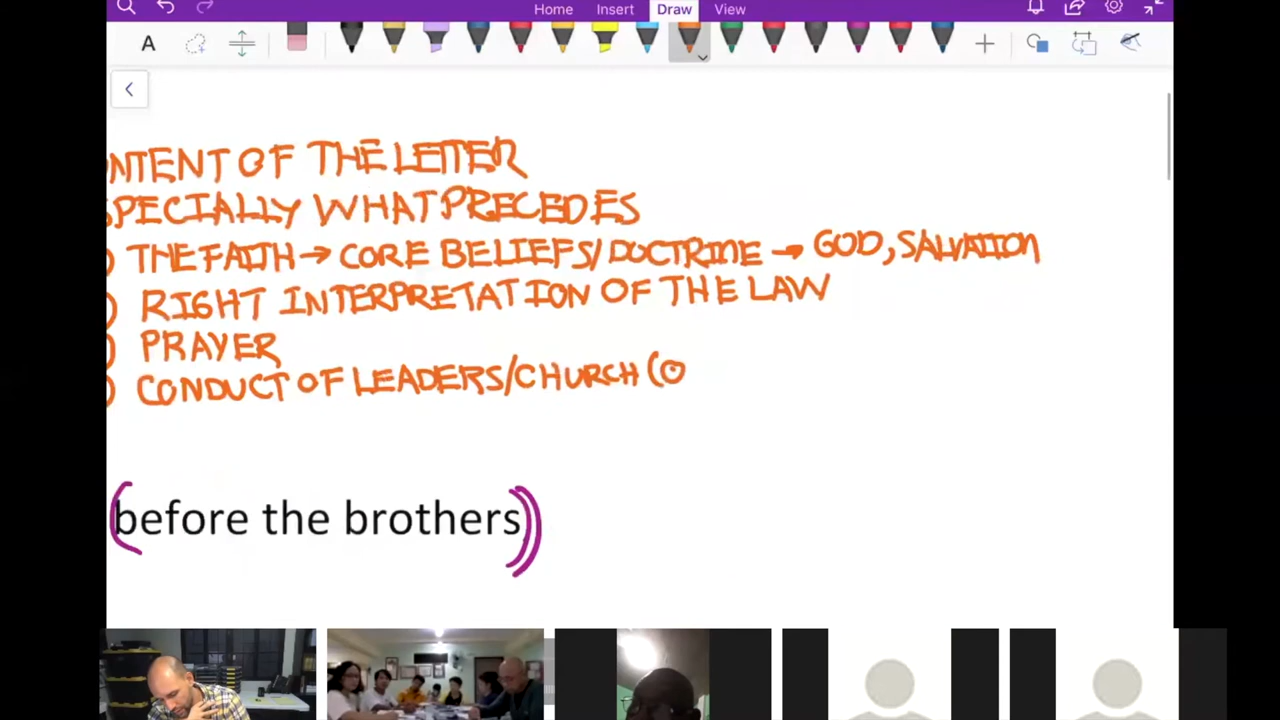 Home Insert Draw View
A
ONTENT OF THE LETTER
SPECIALLY WHAT PRECEDES
) THE FAITH → CORE BELIEFS/DOCTRINE → GOD, SALVATION
) RIGHT INTERPRETATION OF THE LAW
) PRAYER
) CONDUCT OF LEADERS/CHURCH (O
(before the brothers))